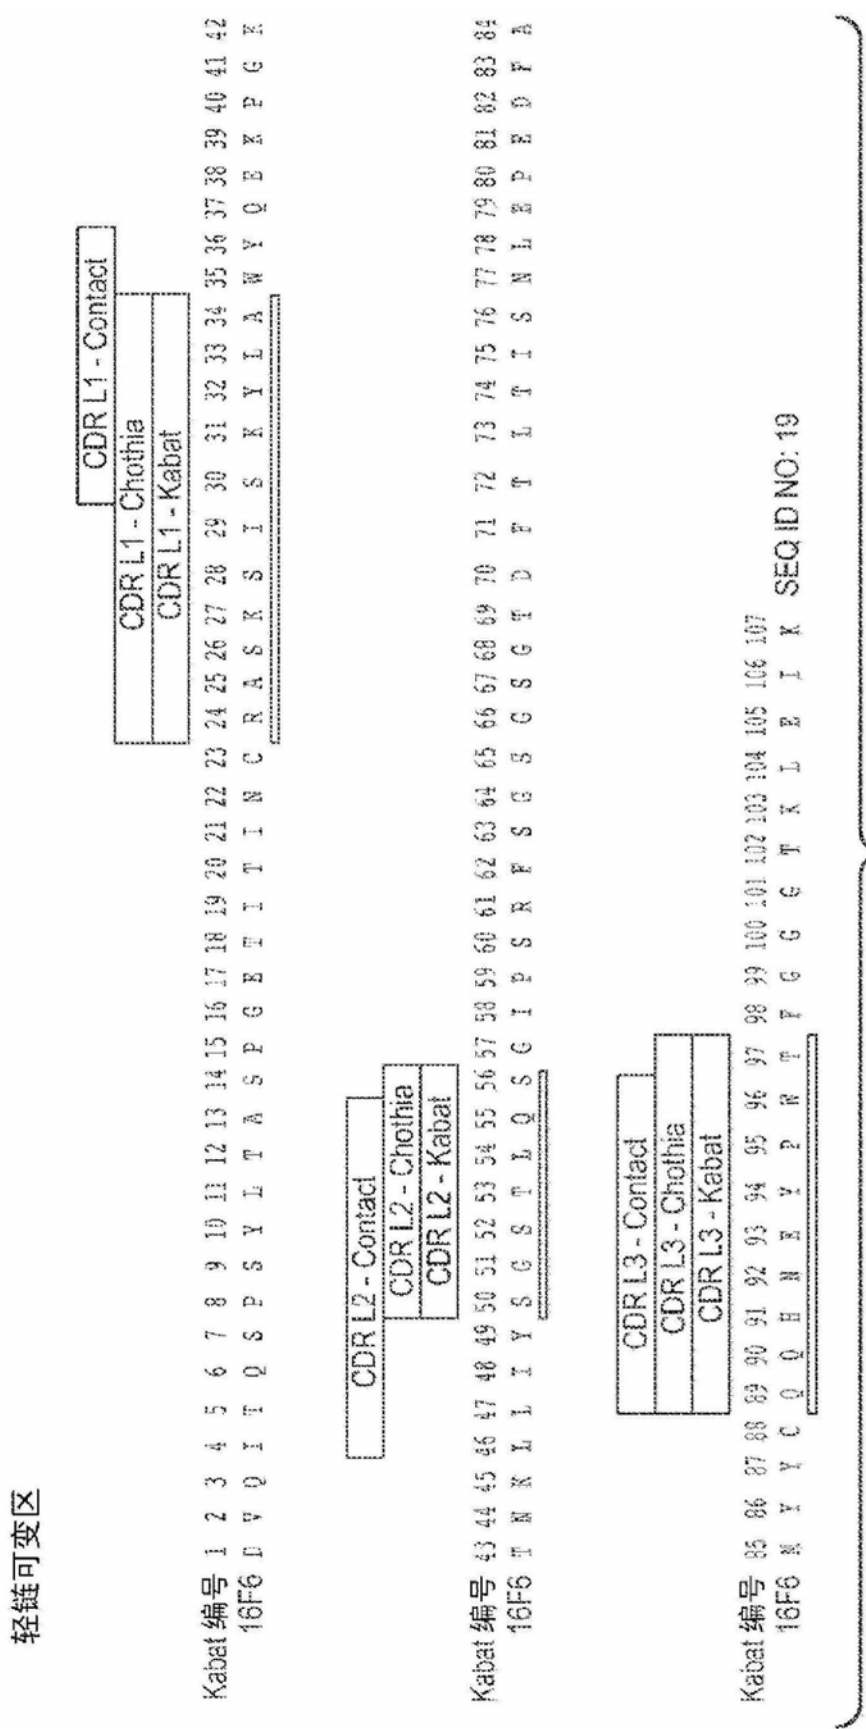 轻链可变区
CDR L1 - Contact
CDR L1 - Chothia
CDR L1 - Kabat
Kabat 编号 1 2 3 4 5 6 7 8 9 10 11 12 13 14 15 16 17 18 19 20 21 22 23 24 25 26 27 28 29 30 31 32 33 34 35 36 37 38 39 40 41 42
16F6 D V Q I T Q S P S Y L T A S P G E T I T I N C R A S K S I S K Y L A W Y Q E K P G K
CDR L2 - Contact
CDR L2 - Chothia
CDR L2 - Kabat
Kabat 编号 43 44 45 46 47 48 49 50 51 52 53 54 55 56 57 58 59 60 61 62 63 64 65 66 67 68 69 70 71 72 73 74 75 76 77 78 79 80 81 82 83 84
16F6 T N K L L I Y S G S T L Q S G I P S R F S G S G S G T D F T L T I S N L E P E D F A
CDR L3 - Contact
CDR L3 - Chothia
CDR L3 - Kabat
Kabat 编号 85 86 87 88 89 90 91 92 93 94 95 96 97 98 99 100 101 102 103 104 105 106 107
16F6 M Y Y C Q Q H N E Y P W T F G G G T K L E I K SEQ ID NO: 19